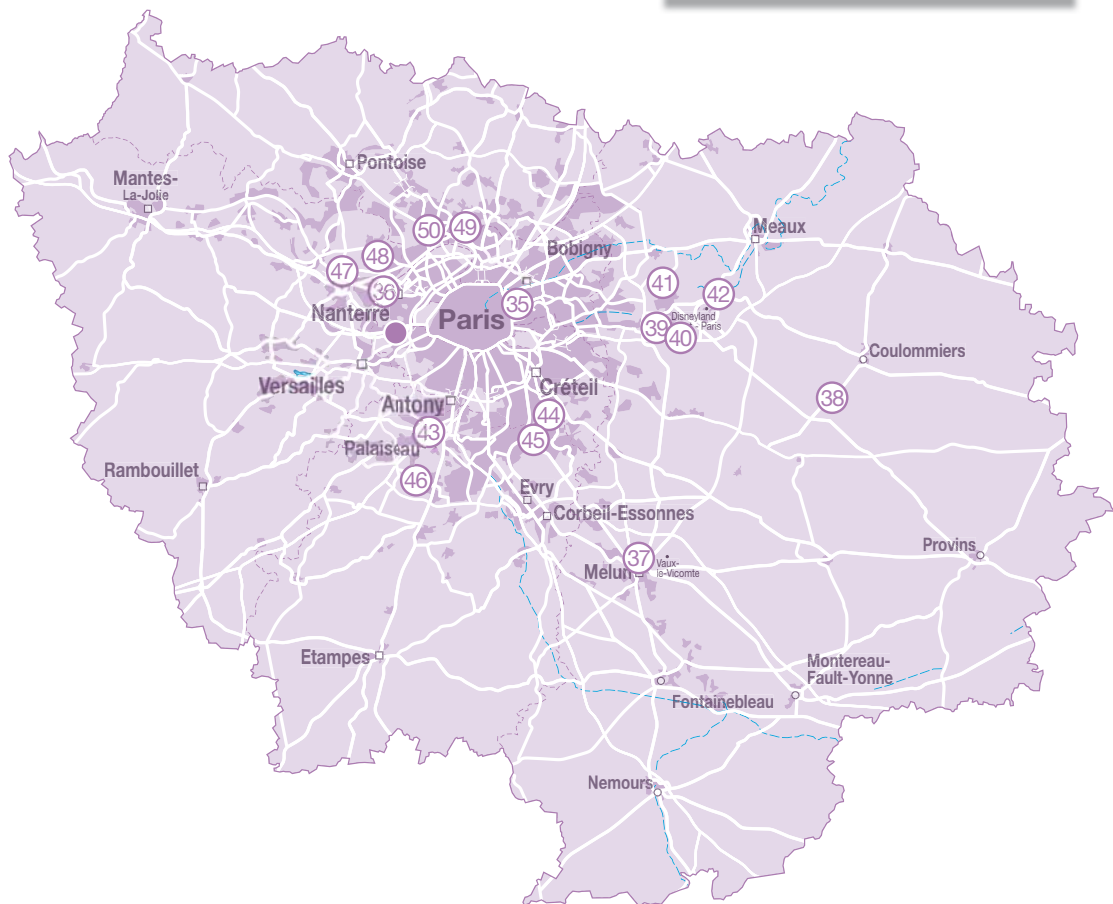 Pontoise
Mantes-
La-Jolie
50
49
Meaux
Bobigny
48
47
41
36
42
35
Nanterre
Disneyland
- Paris
Paris
39
40
Coulommiers
Versailles
Créteil
38
Antony
44
43
45
Palaiseau
Rambouillet
46
Evry
Corbeil-Essonnes
Provins
37
Vaux-
le-Vicomte
Melun
Etampes
Montereau-
Fault-Yonne
Fontainebleau
Nemours